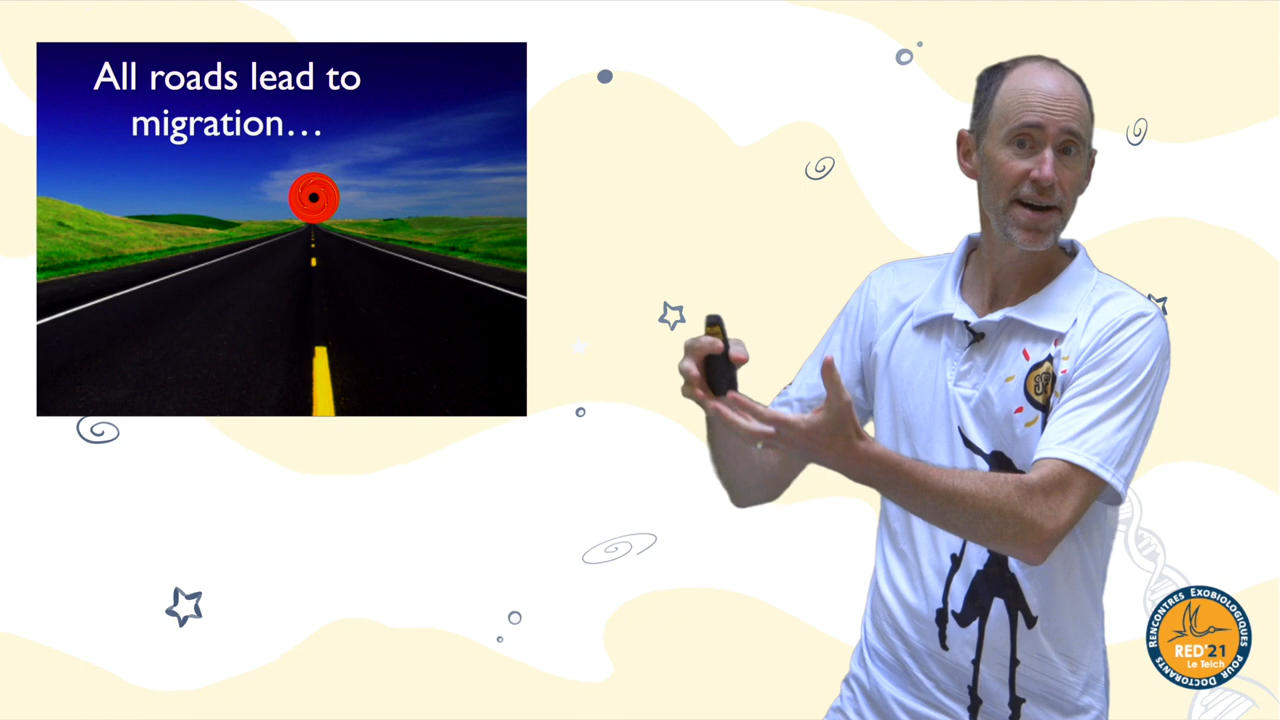 All roads lead to
migration…
RENCONTRES EXOBIOLOGIQUES
POUR DOCTORANTS
RED'21
Le Teich